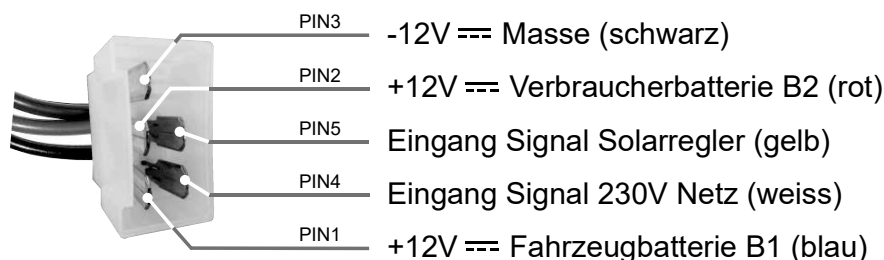 PIN3 -12V ⎓ Masse (schwarz)
PIN2 +12V ⎓ Verbraucherbatterie B2 (rot)
PIN5 Eingang Signal Solarregler (gelb)
PIN4 Eingang Signal 230V Netz (weiss)
PIN1 +12V ⎓ Fahrzeugbatterie B1 (blau)